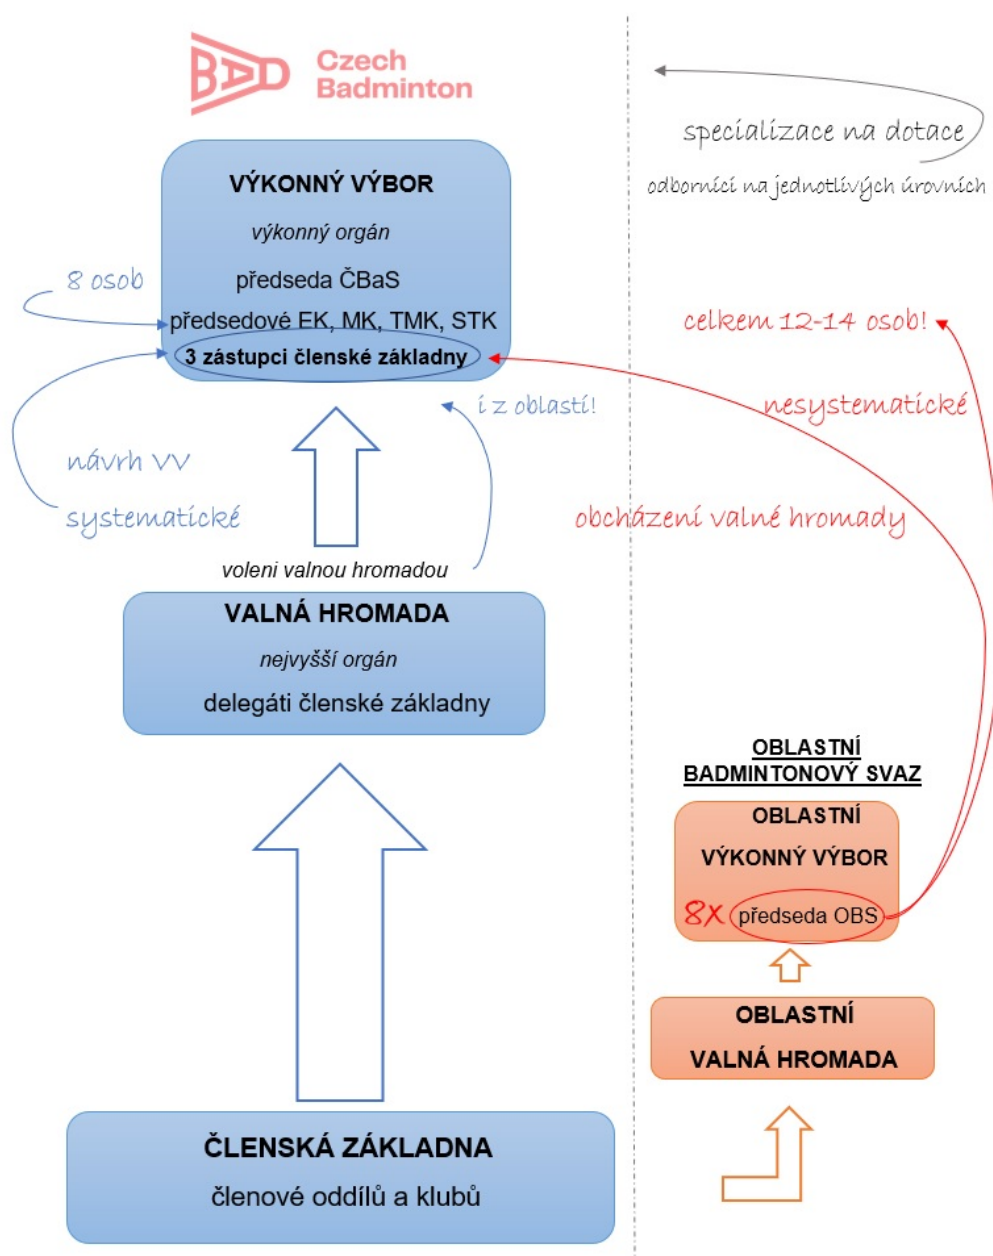 BAD
Czech
Badminton
VÝKONNÝ VÝBOR
výkonný orgán
předseda ČBaS
předsedové EK, MK, TMK, STK
3 zástupci členské základny
8 osob
návrh VV
systematické
i z oblastí!
voleni valnou hromadou
VALNÁ HROMADA
nejvyšší orgán
delegáti členské základny
ČLENSKÁ ZÁKLADNA
členové oddílů a klubů
specializace na dotace
odborníci na jednotlivých úrovních
celkem 12-14 osob!
nesystematické
obcházení valné hromady
OBLASTNÍ
BADMINTONOVÝ SVAZ
OBLASTNÍ
VÝKONNÝ VÝBOR
8x předseda OBS
OBLASTNÍ
VALNÁ HROMADA